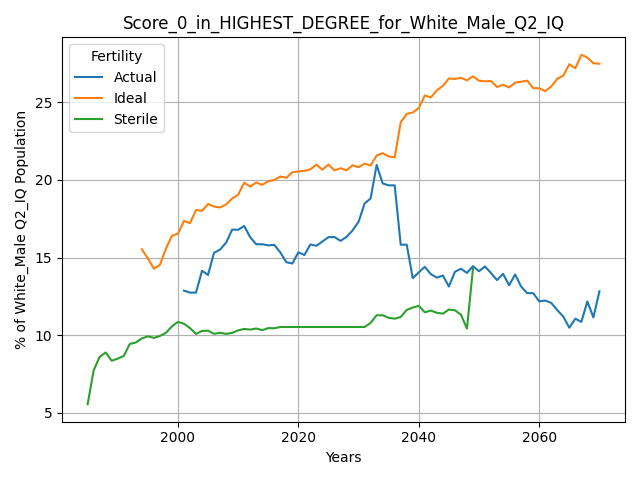 Score_0_in_HIGHEST_DEGREE_for_White_Male_Q2_IQ
Fertility
Actual
Ideal
Sterile
% of White_Male Q2_IQ Population
25
20
15
10
5
2000 2020 2040 2060
Years